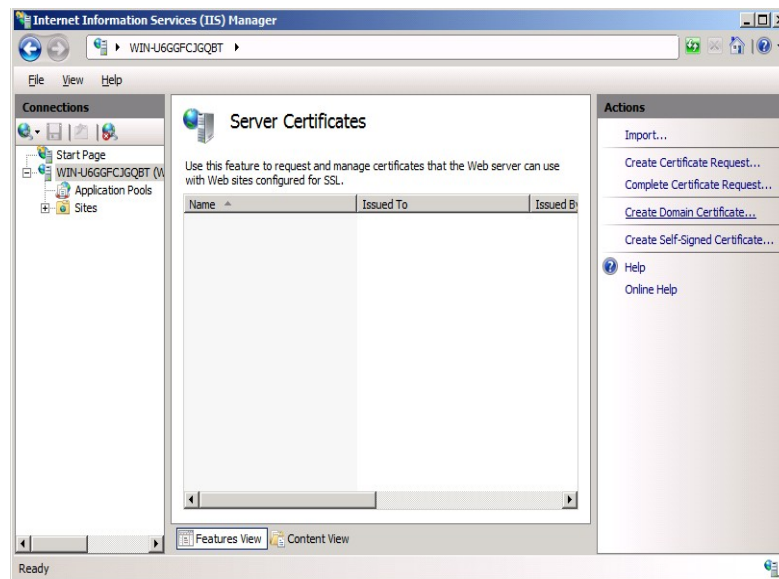 Internet Information Services (IIS) Manager
WIN-U6GGFCJGQBT
File View Help
Connections
Start Page
WIN-U6GGFCJGQBT (W
Application Pools
Sites
Server Certificates
Use this feature to request and manage certificates that the Web server can use
with Web sites configured for SSL.
Name Issued To Issued By
Features View Content View
Actions
Import...
Create Certificate Request...
Complete Certificate Request...
Create Domain Certificate...
Create Self-Signed Certificate...
Help
Online Help
Ready